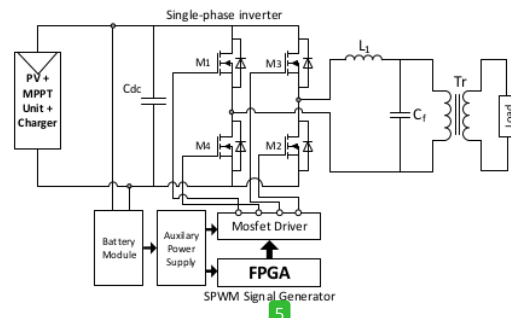 Single-phase inverter
PV +
MPPT
Unit +
Charger
Cdc
M1
M3
M4
M2
L1
Cf
Tr
Load
Battery
Module
Auxilary
Power
Supply
Mosfet Driver
FPGA
SPWM Signal Generator
5